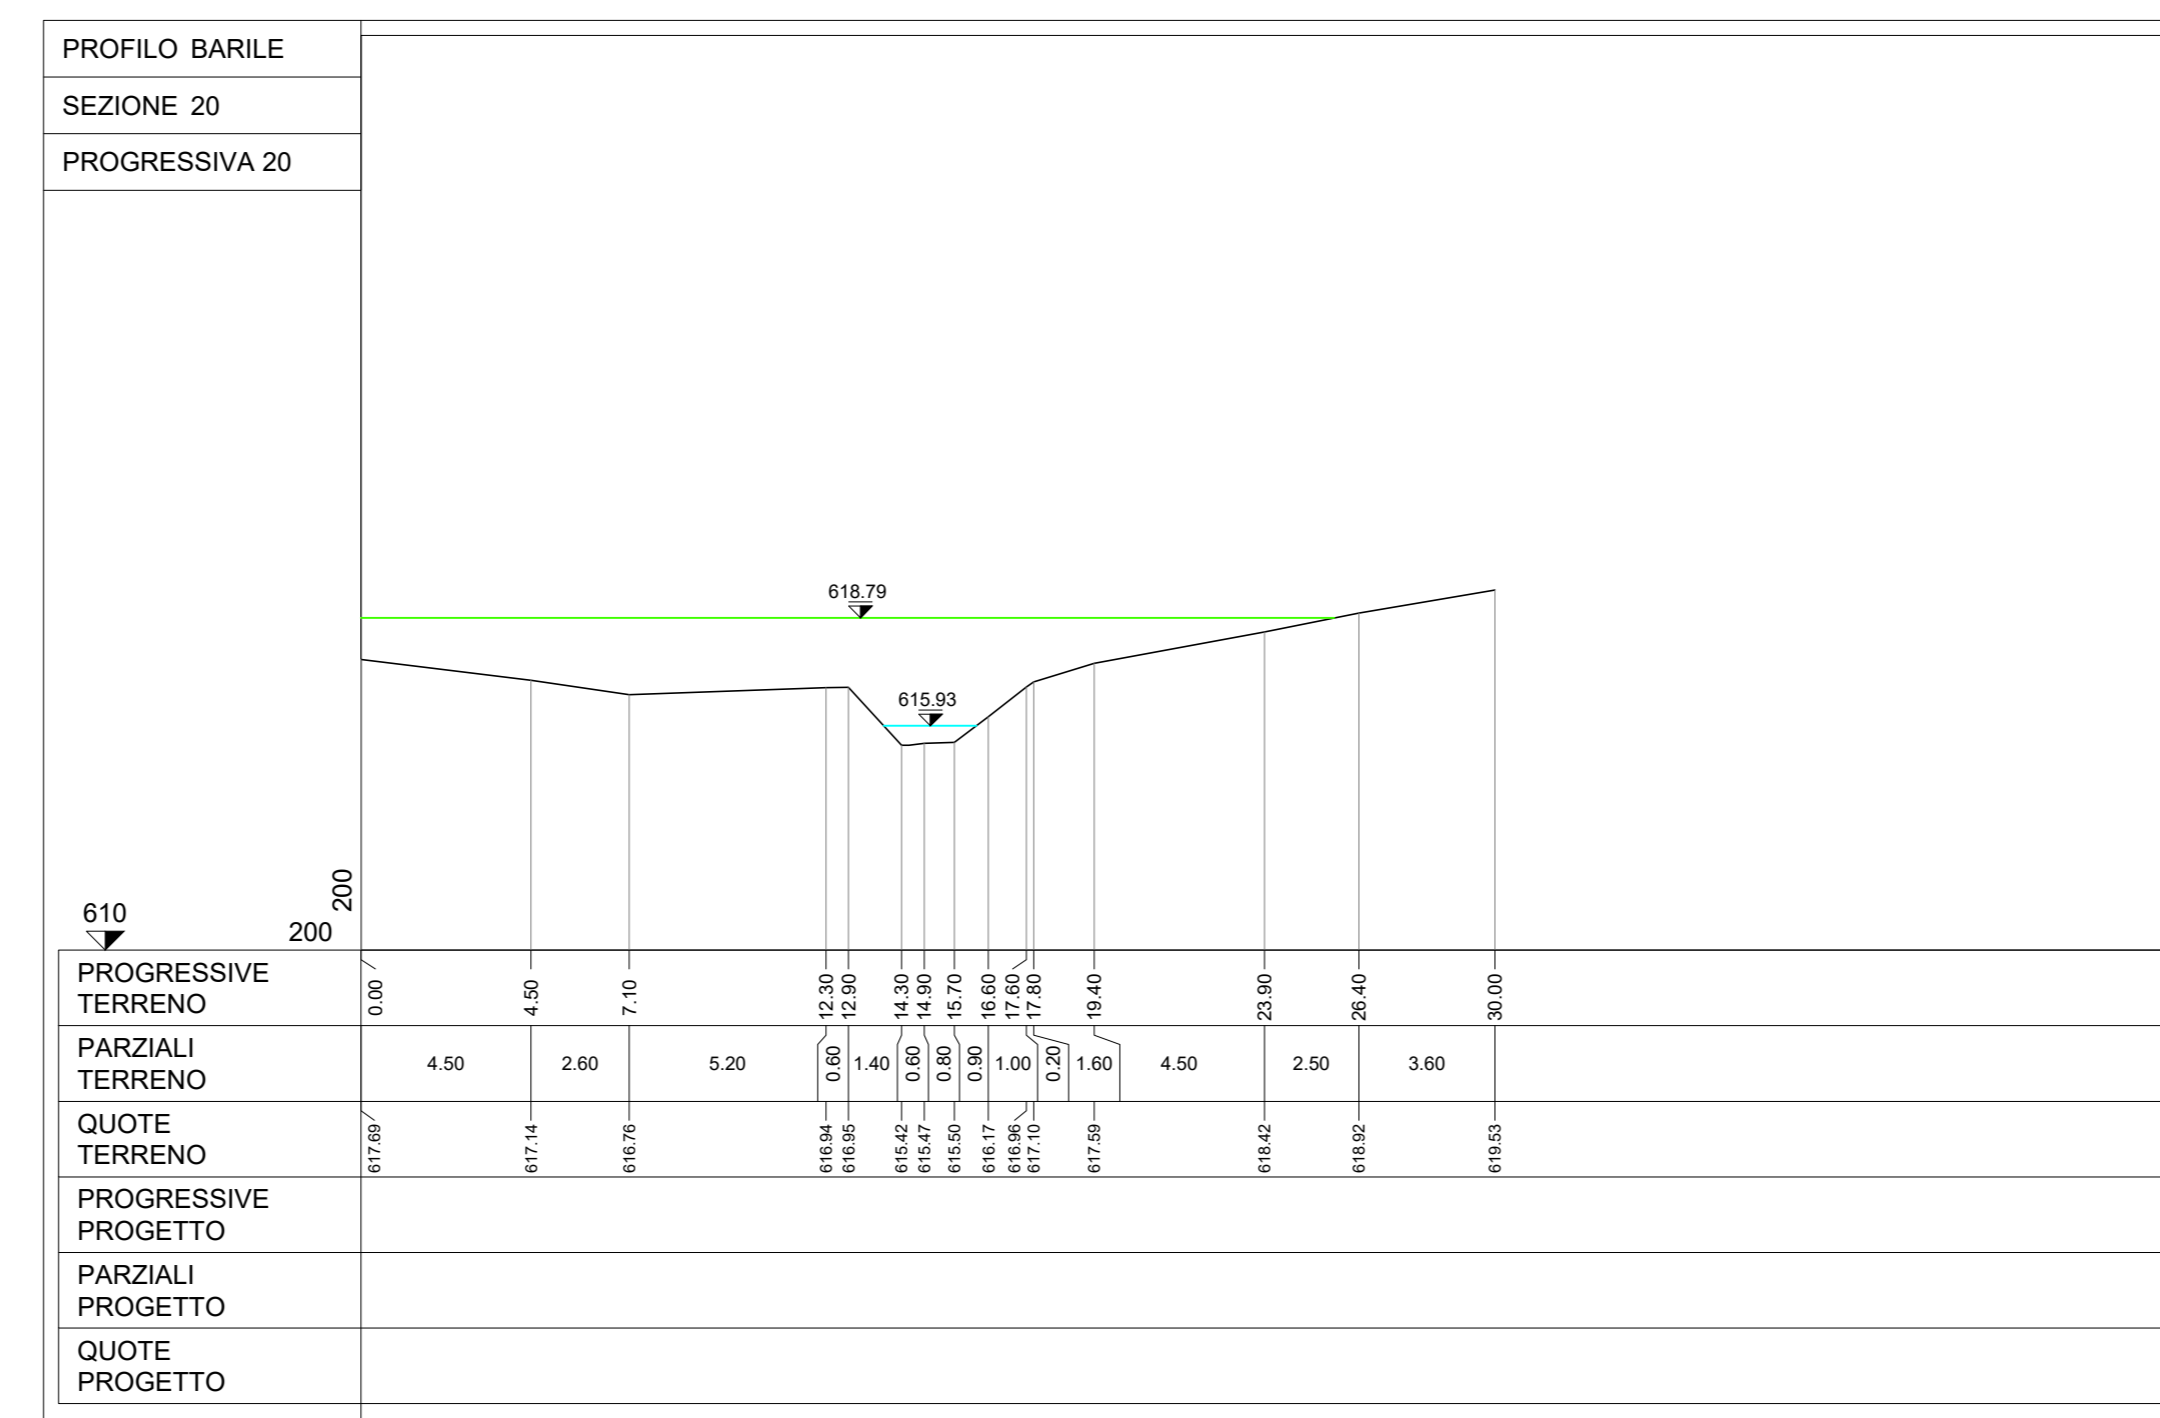 PROFILO BARILE
SEZIONE 20
PROGRESSIVA 20
618.79
615.93
200
610
200
PROGRESSIVE
TERRENO
0.00 4.50 7.10 12.30 12.90 14.30 14.90 15.70 16.60 17.60 17.80 19.40 23.90 26.40 30.00
PARZIALI
TERRENO
4.50 2.60 5.20 0.60 1.40 0.60 0.80 0.90 1.00 0.20 1.60 4.50 2.50 3.60
QUOTE
TERRENO
617.69 617.14 616.76 616.94 616.95 615.42 615.47 615.50 616.17 616.96 617.10 617.59 618.42 618.92 619.53
PROGRESSIVE
PROGETTO
PARZIALI
PROGETTO
QUOTE
PROGETTO